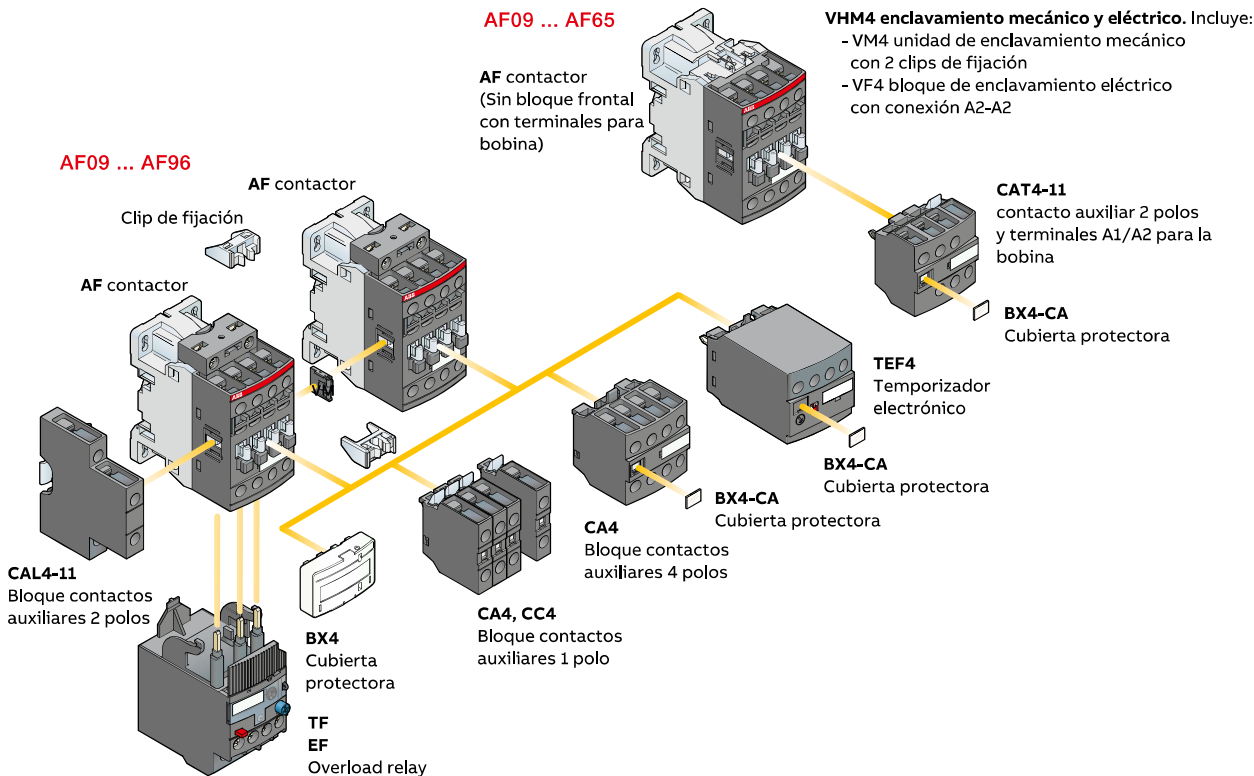 AF09 ... AF65
AF contactor
(Sin bloque frontal
con terminales para
bobina)
VHM4 enclavamiento mecánico y eléctrico. Incluye:
- VM4 unidad de enclavamiento mecánico
con 2 clips de fijación
- VF4 bloque de enclavamiento eléctrico
con conexión A2-A2
ABB
CAT4-11
contacto auxiliar 2 polos
y terminales A1/A2 para la
bobina
BX4-CA
Cubierta protectora
AF09 ... AF96
AF contactor
Clip de fijación
AF contactor
ABB
ABB
VM
TEF4
Temporizador
electrónico
BX4-CA
Cubierta protectora
BX4-CA
Cubierta protectora
CA4
Bloque contactos
auxiliares 4 polos
CA4, CC4
Bloque contactos
auxiliares 1 polo
CAL4-11
Bloque contactos
auxiliares 2 polos
BX4
Cubierta
protectora
TF
EF
Overload relay